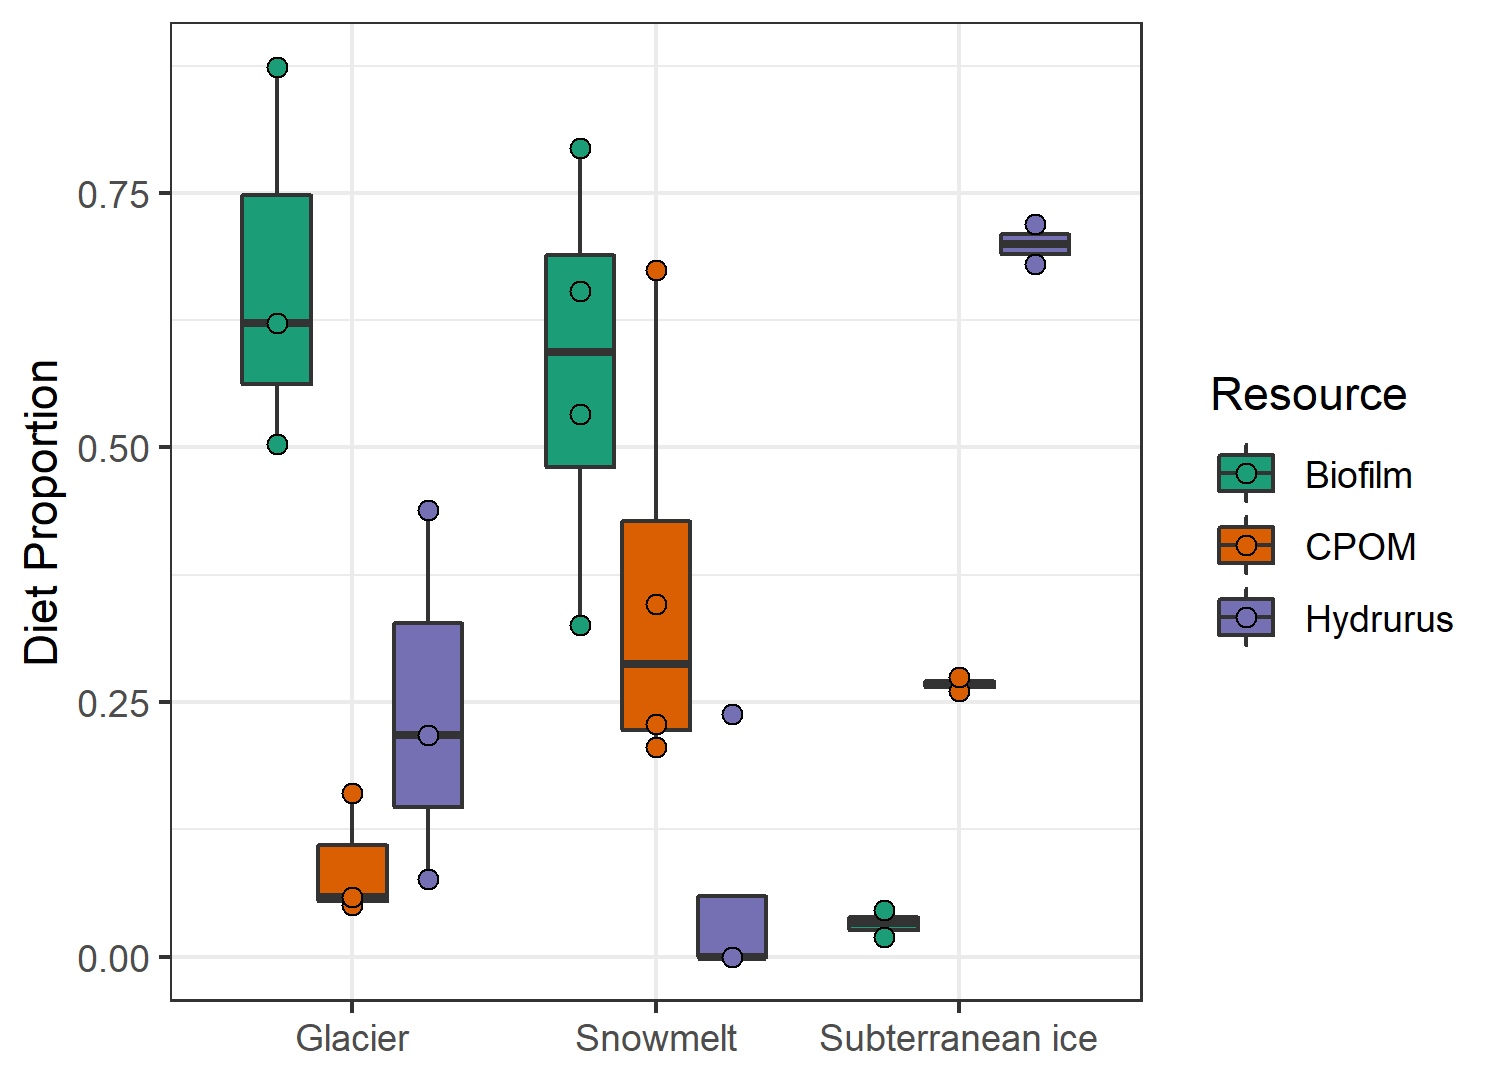 Diet Proportion
0.75
0.50
0.25
0.00
Glacier
Snowmelt
Subterranean ice
Resource
Biofilm
CPOM
Hydrurus